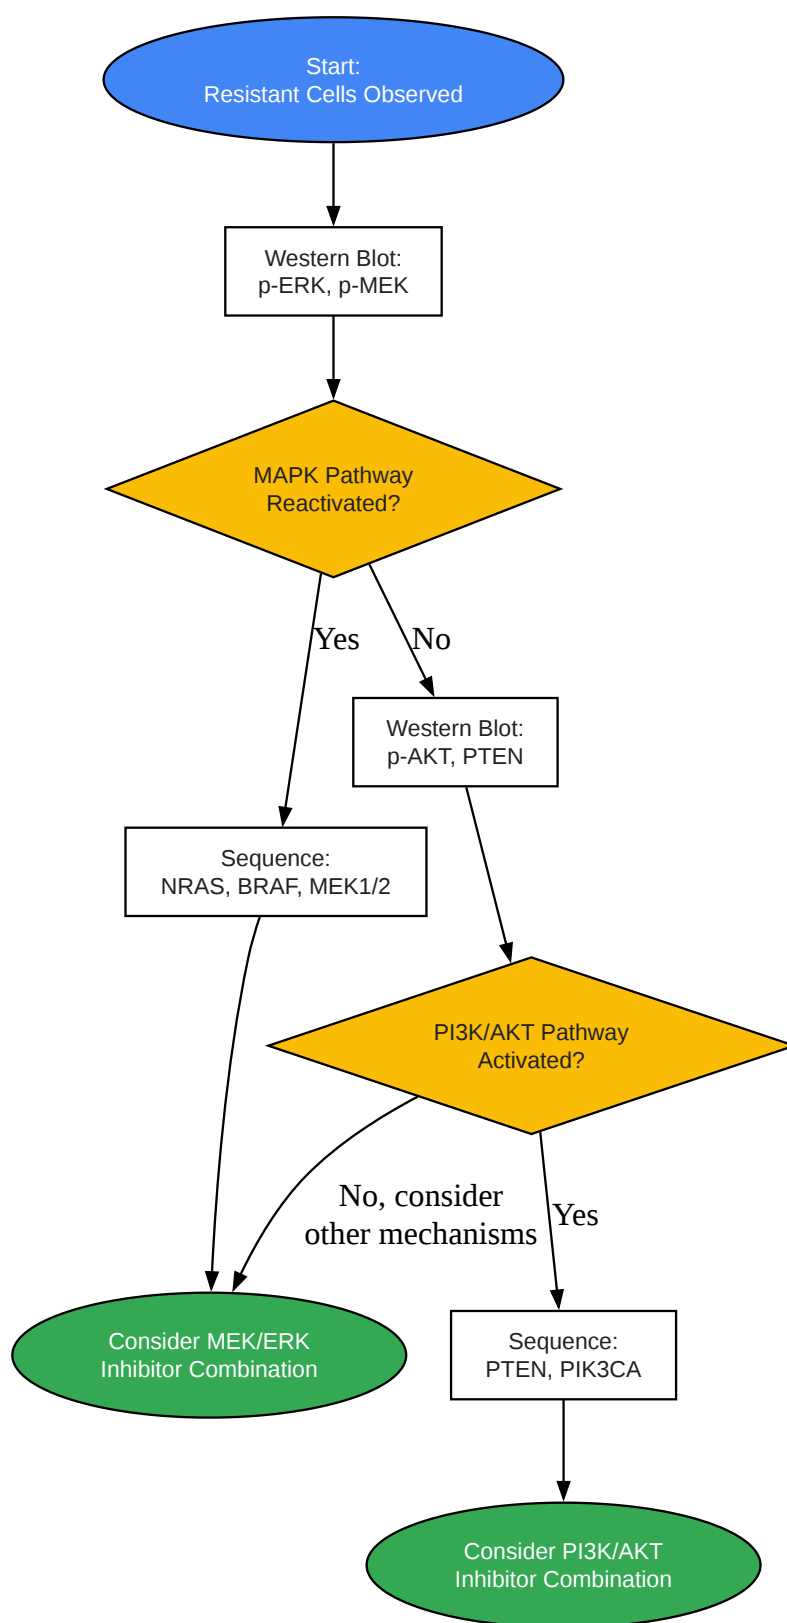 Start:
Resistant Cells Observed
Western Blot:
p-ERK, p-MEK
MAPK Pathway
Reactivated?
Yes
No
Western Blot:
p-AKT, PTEN
Sequence:
NRAS, BRAF, MEK1/2
PI3K/AKT Pathway
Activated?
No, consider
other mechanisms
Yes
Consider MEK/ERK
Inhibitor Combination
Sequence:
PTEN, PIK3CA
Consider PI3K/AKT
Inhibitor Combination